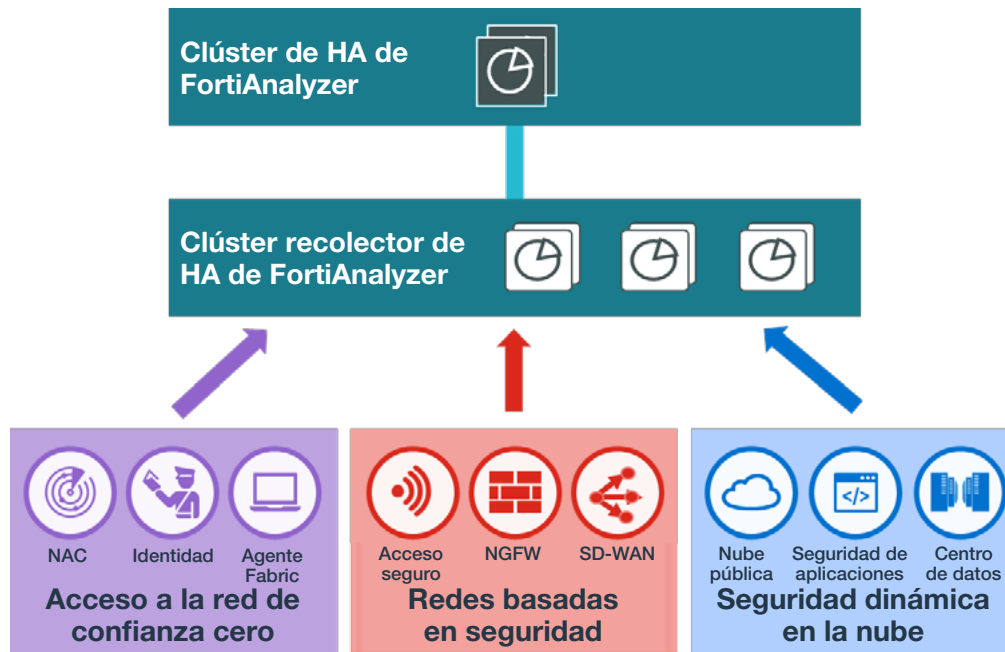 Clúster de HA de
FortiAnalyzer
Clúster recolector de
HA de FortiAnalyzer
NAC
Identidad
Agente
Fabric
Acceso a la red de
confianza cero
Acceso
seguro
NGFW
SD-WAN
Redes basadas
en seguridad
Nube
pública
</>
Seguridad de
aplicaciones
Centro
de datos
Seguridad dinámica
en la nube